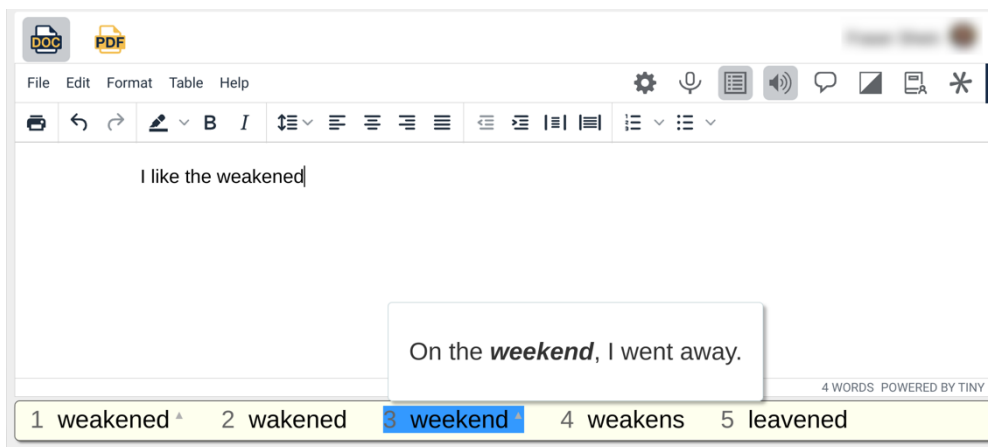 DOC PDF
File Edit Format Table Help
B I
I like the weakened
On the weekend, I went away.
4 WORDS POWERED BY TINY
1 weakened 2 wakened 3 weekend 4 weakens 5 leavened